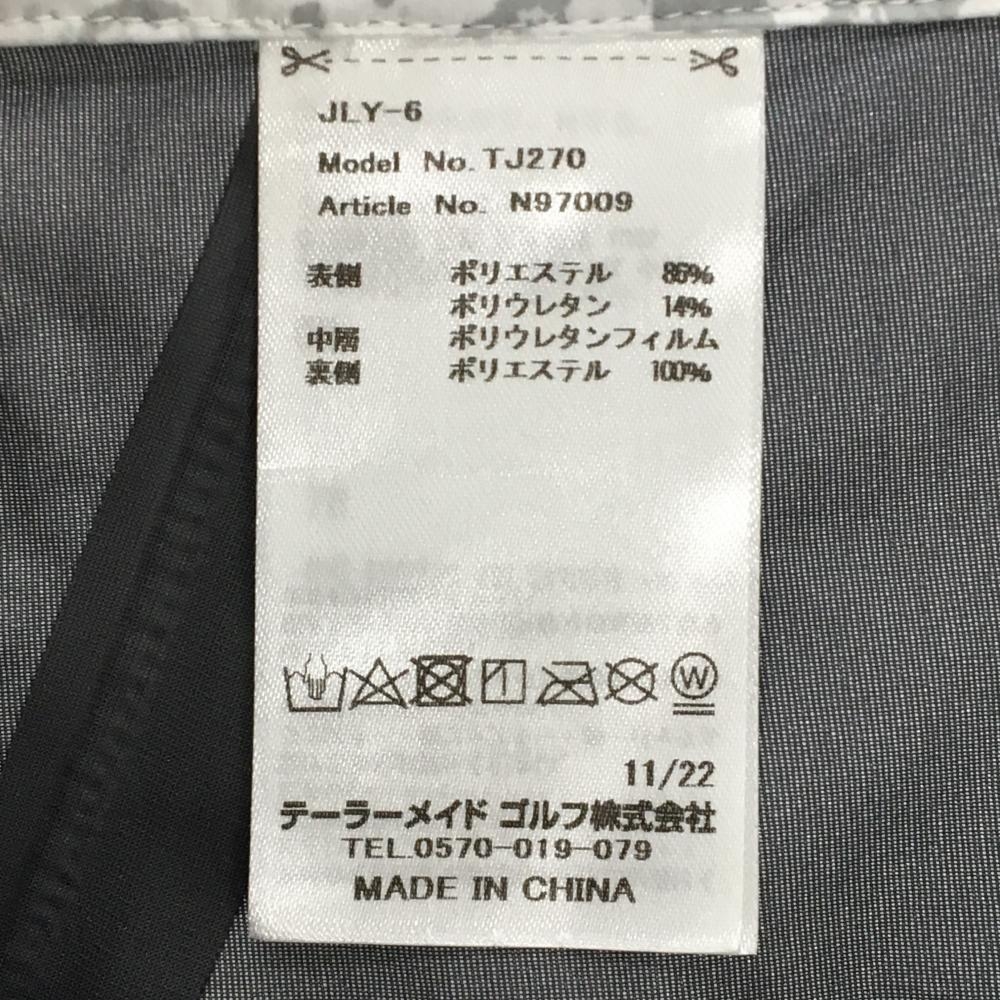 JLY-6
Model No. TJ270
Article No. N97009
表側 ポリエステル 86%
ポリウレタン 14%
中層 ポリウレタンフィルム
裏側 ポリエステル 100%
W
11/22
テーラーメイド ゴルフ株式会社
TEL.0570-019-079
MADE IN CHINA